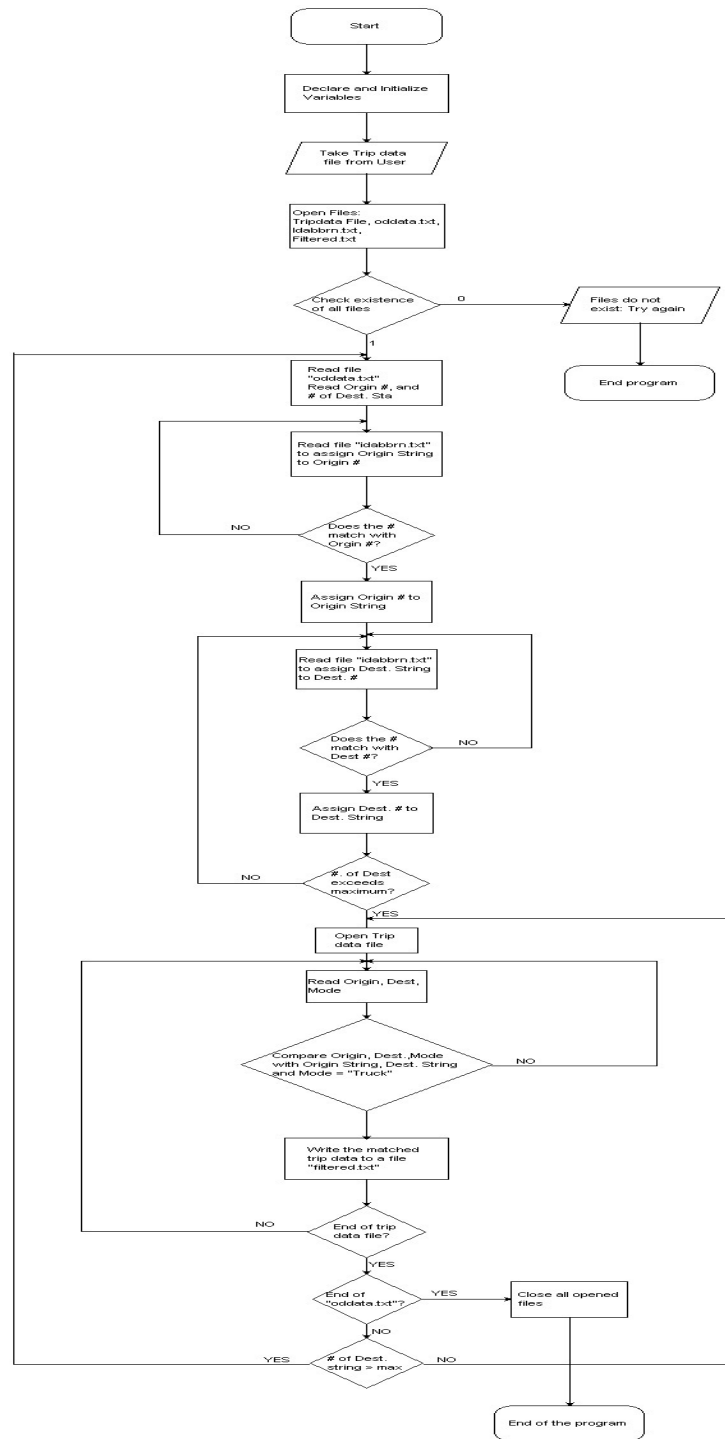 Start
Declare and Initialize
Variables
Take Trip data
file from User
Open Files:
Tripdata File, oddata.txt,
Idabbrn.txt,
Filtered.txt
Check existence
of all files
0
Files do not
exist: Try again
1
End program
Read file
"oddata.txt"
Read Orgin #, and
# of Dest. Sta
Read file "idabbrn.txt"
to assign Origin String
to Origin #
NO
Does the #
match with
Orgin #?
YES
Assign Origin # to
Origin String
Read file "idabbrn.txt"
to assign Dest. String
to Dest. #
Does the #
match with
Dest #?
NO
YES
Assign Dest. # to
Dest. String
NO
#. of Dest
exceeds
maximum?
YES
Open Trip
data file
Read Origin, Dest,
Mode
Compare Origin, Dest.,Mode
with Origin String, Dest. String
and Mode = "Truck"
NO
Write the matched
trip data to a file
"filtered.txt"
NO
End of trip
data file?
YES
End of
"oddata.txt"?
YES
Close all opened
files
NO
YES
# of Dest.
string > max
NO
End of the program